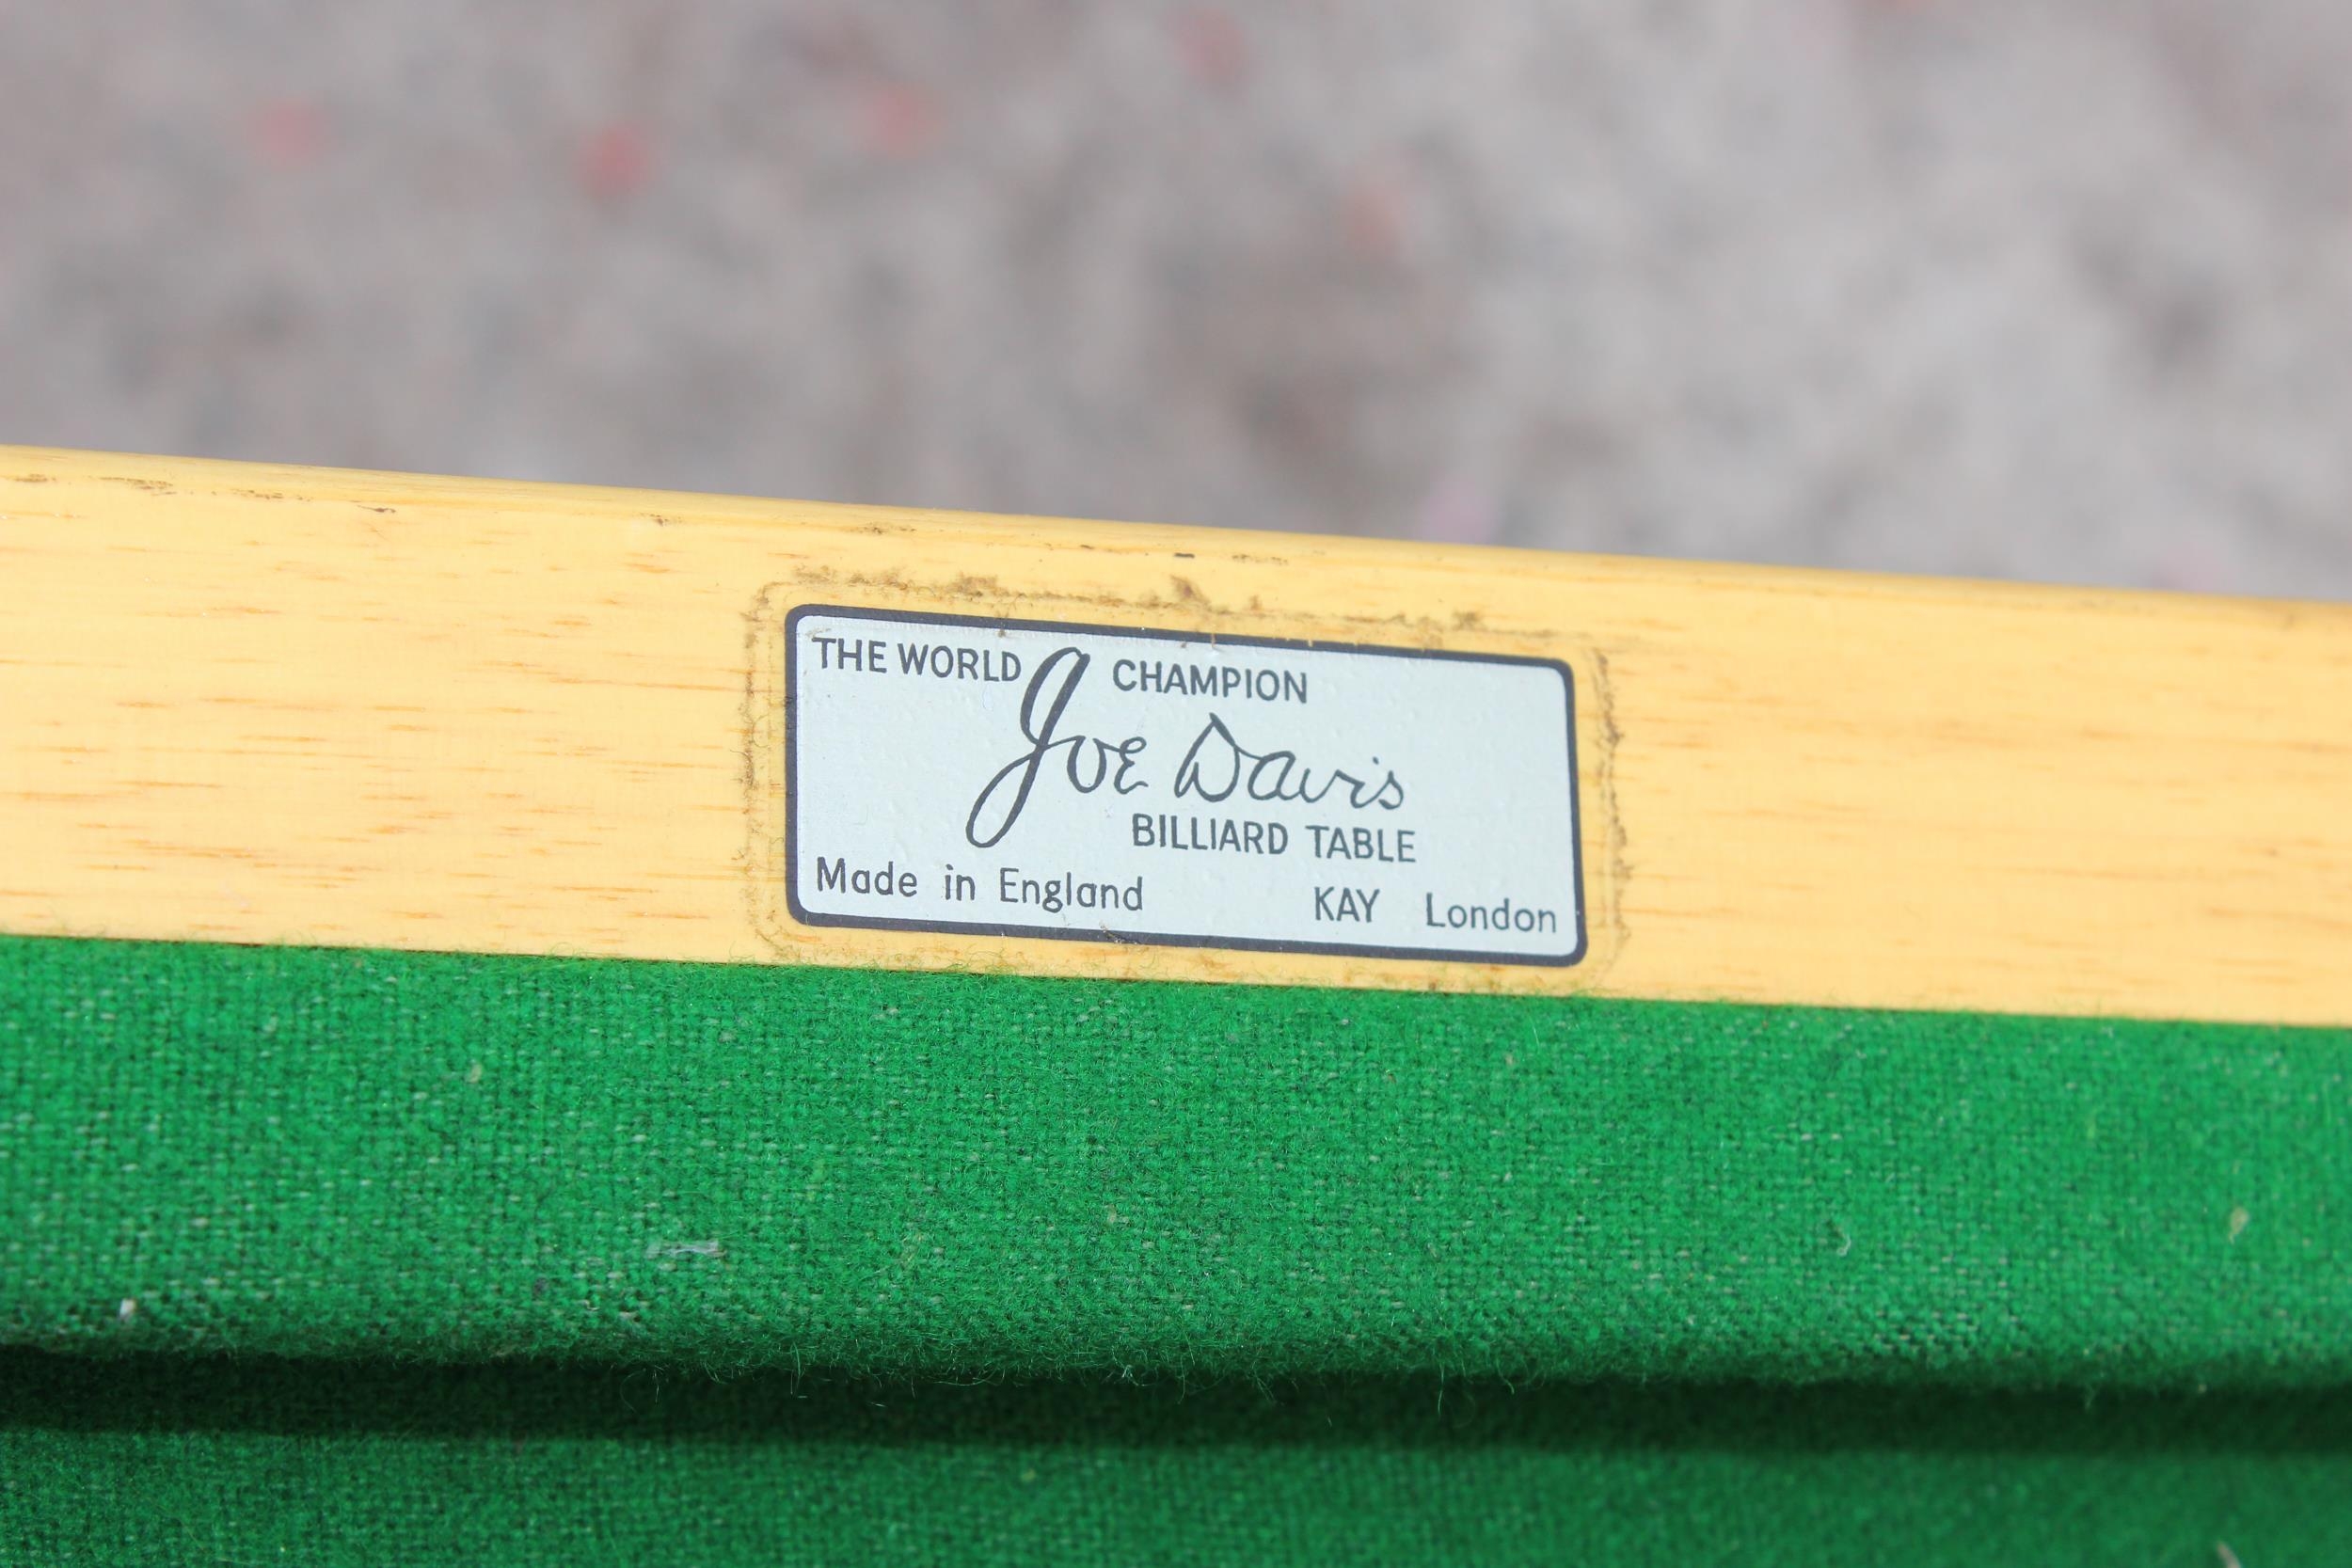 THE WORLD CHAMPION
Joe Davis
BILLIARD TABLE
Made in England KAY London